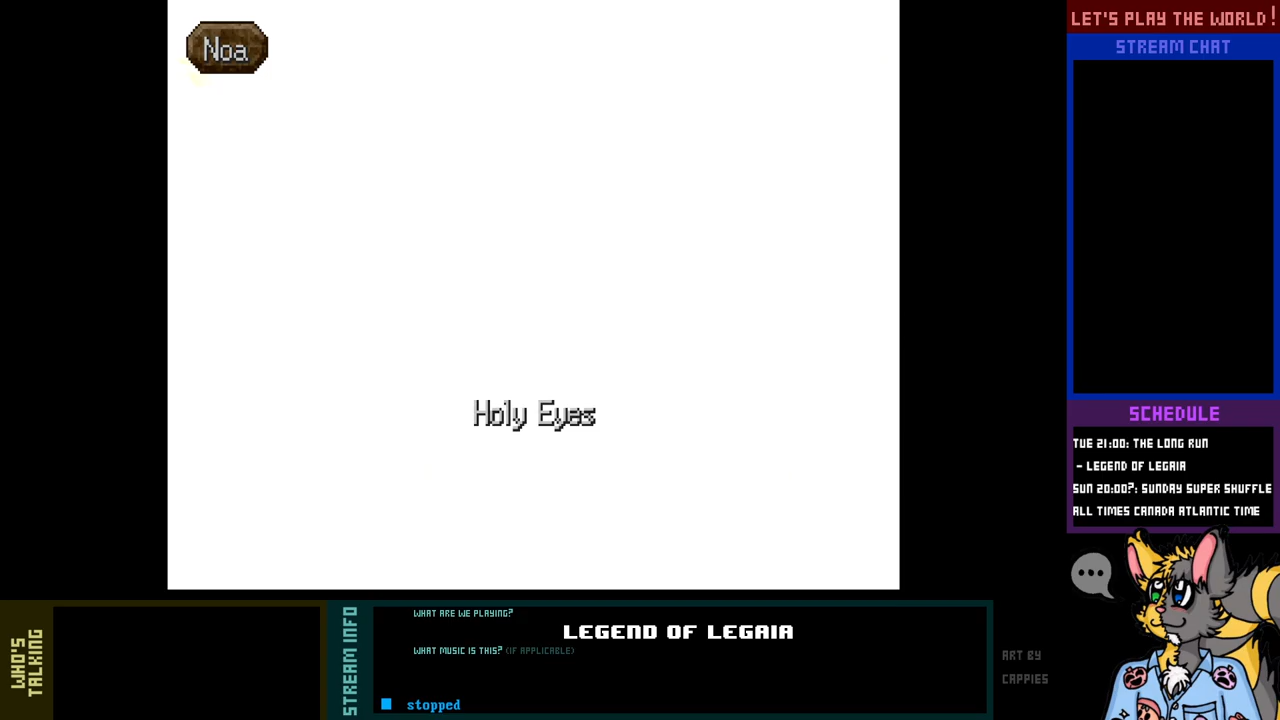 Noa
Holy Eyes
LET'S PLAY THE WORLD!
STREAM CHAT
SCHEDULE
TUE 21:00: THE LONG RUN
- LEGEND OF LEGAIA
SUN 20:00?: SUNDAY SUPER SHUFFLE
ALL TIMES CANADA ATLANTIC TIME
WHO'S TALKING
STREAM INFO
WHAT ARE WE PLAYING?
LEGEND OF LEGAIA
WHAT MUSIC IS THIS? (IF APPLICABLE)
stopped
ART BY
CAPPIES